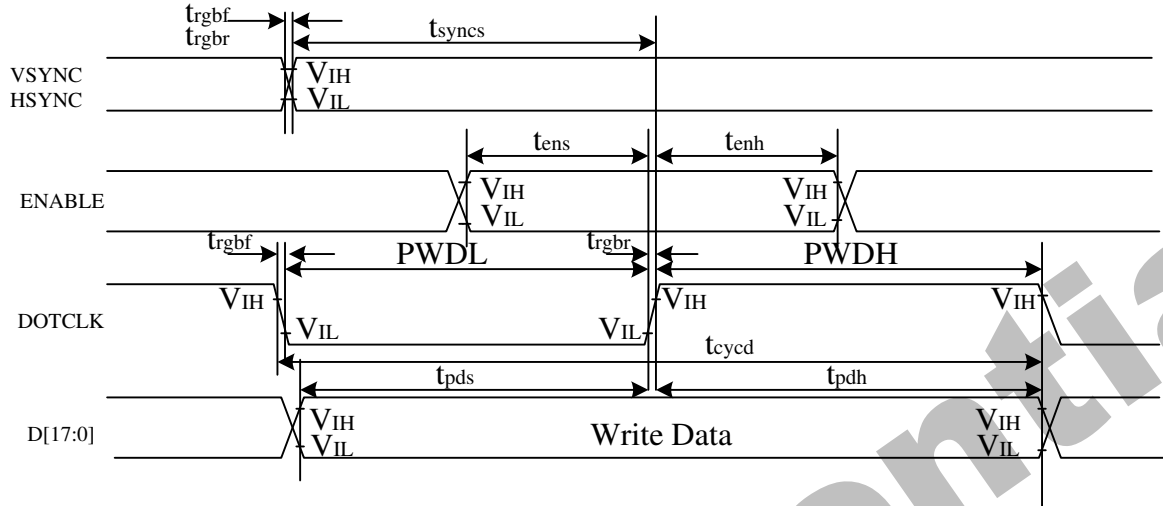 trgbf
trgbr
tsyncs
VSYNC
HSYNC
VIH
VIL
tens
tenh
ENABLE
VIH
VIL
VIH
VIL
trgbf
PWDL
trgbr
PWDH
DOTCLK
VIH
VIL
VIL
VIH
VIH
tcycd
tpds
tpdh
D[17:0]
VIH
VIL
Write Data
VIH
VIL